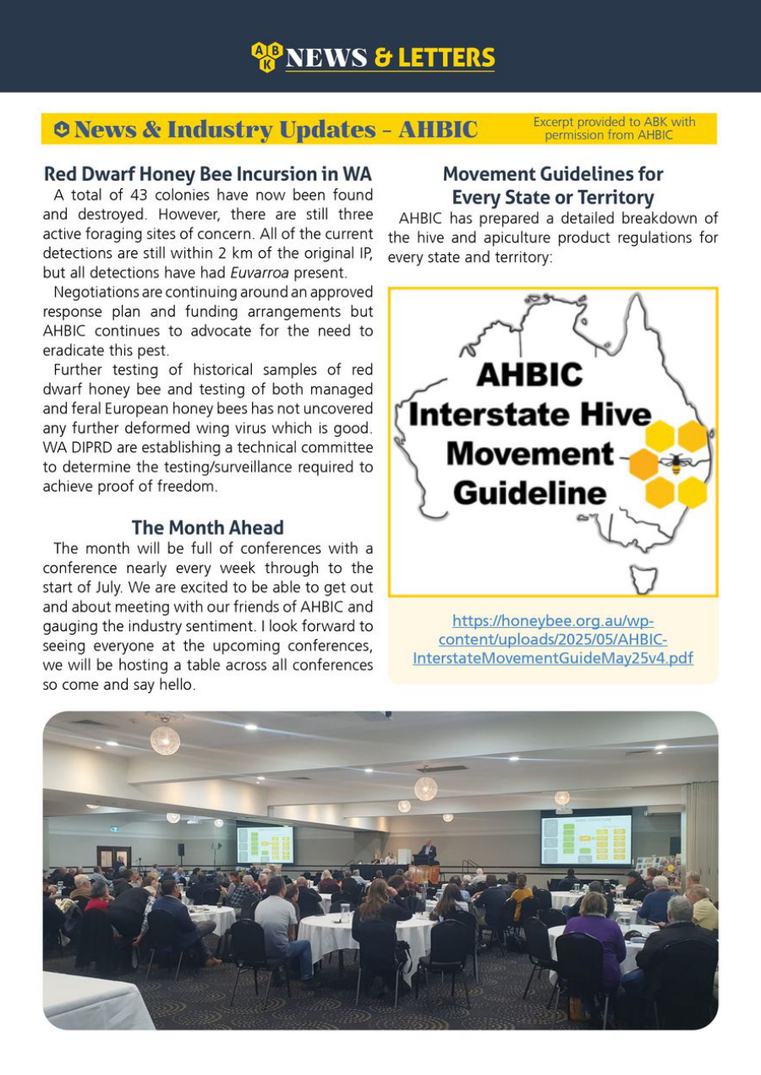 ABK NEWS & LETTERS
News & Industry Updates - AHBIC
Excerpt provided to ABK with
permission from AHBIC
Red Dwarf Honey Bee Incursion in WA
A total of 43 colonies have now been found
and destroyed. However, there are still three
active foraging sites of concern. All of the current
detections are still within 2 km of the original IP,
but all detections have had Euvarroa present.
Negotiations are continuing around an approved
response plan and funding arrangements but
AHBIC continues to advocate for the need to
eradicate this pest.
Further testing of historical samples of red
dwarf honey bee and testing of both managed
and feral European honey bees has not uncovered
any further deformed wing virus which is good.
WA DIPRD are establishing a technical committee
to determine the testing/surveillance required to
achieve proof of freedom.
The Month Ahead
The month will be full of conferences with a
conference nearly every week through to the
start of July. We are excited to be able to get out
and about meeting with our friends of AHBIC and
gauging the industry sentiment. I look forward to
seeing everyone at the upcoming conferences,
we will be hosting a table across all conferences
so come and say hello.
Movement Guidelines for
Every State or Territory
AHBIC has prepared a detailed breakdown of
the hive and apiculture product regulations for
every state and territory:
AHBIC
Interstate Hive
Movement
Guideline
https://honeybee.org.au/wp-
content/uploads/2025/05/AHBIC-
InterstateMovementGuideMay25v4.pdf